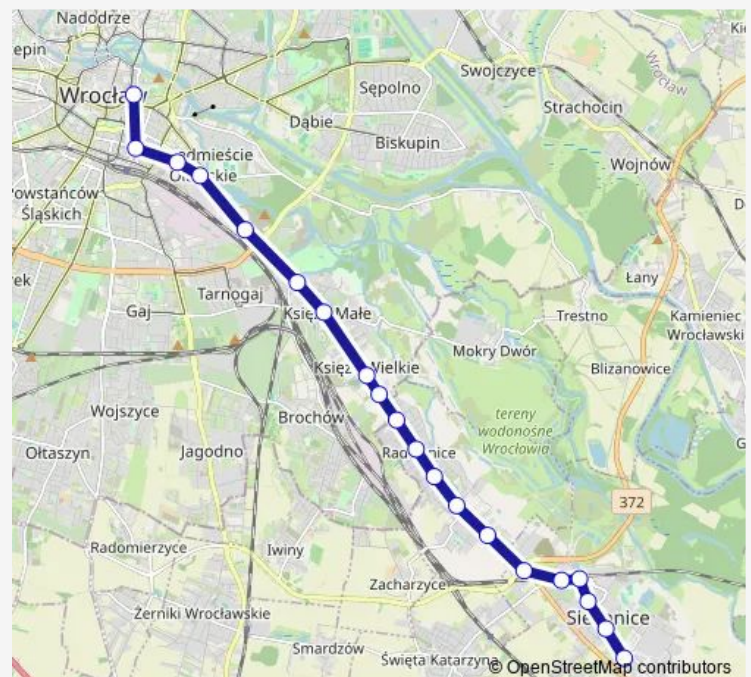 Nadodrze
Swojczyce
Wrocław
Sępolno
Strachocin
Wrocław
Dąbie
Biskupin
Wojnów
Powstańców
Śląskich
Łany
Tarnogaj
Gaj
Trestno
Kamieniec
Wrocławski
Mokry Dwór
Blizanowice
Wojszyce
Brochów
tereny
wodonośne
Wrocławia
Ołtaszyn
Jagodno
372
Radomierzyce
Iwiny
Zacharzyce
Żerniki Wrocławskie
Smardzów
Święta Katarzyna
© OpenStreetMap contributors